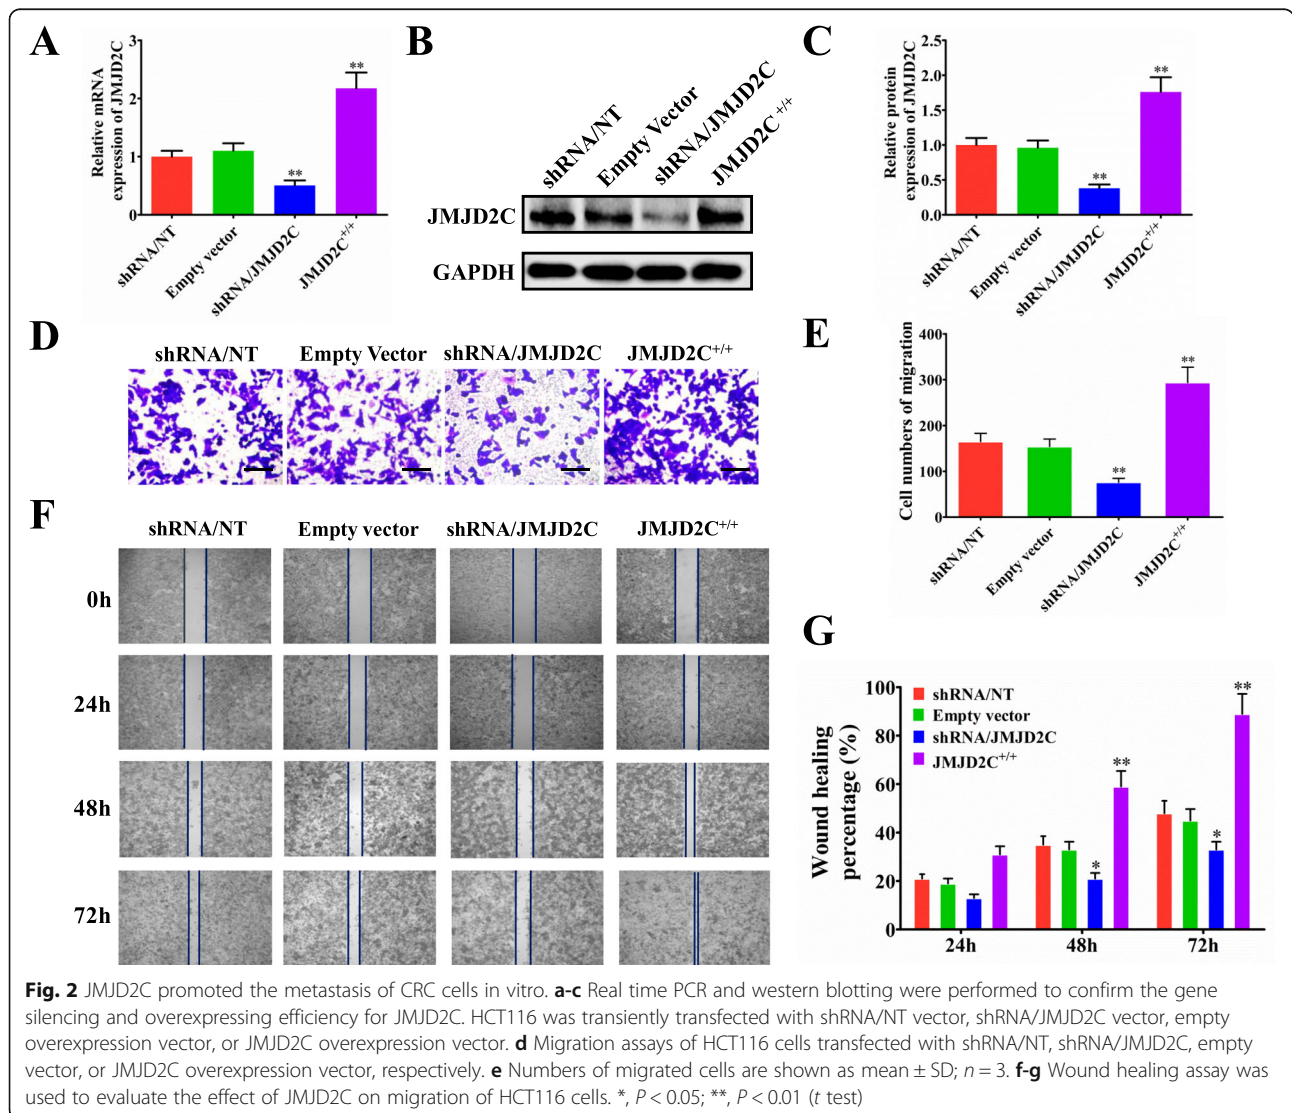 A
Relative mRNA
expression of JMJD2C
3
2
1
0
**
**
shRNA/NT
Empty vector
shRNA/JMJD2C
JMJD2C+/+
B
shRNA/NT
Empty Vector
shRNA/JMJD2C
JMJD2C+/+
JMJD2C
GAPDH
C
Relative protein
expression of JMJD2C
2.5
2.0
1.5
1.0
0.5
0.0
**
**
shRNA/NT
Empty vector
shRNA/JMJD2C
JMJD2C+/+
D
shRNA/NT
Empty Vector
shRNA/JMJD2C
JMJD2C+/+
E
Cell numbers of migration
400
300
200
100
0
**
**
shRNA/NT
Empty vector
shRNA/JMJD2C
JMJD2C+/+
F
shRNA/NT
Empty vector
shRNA/JMJD2C
JMJD2C+/+
0h
24h
48h
72h
G
Wound healing
percentage (%)
100
80
60
40
20
0
shRNA/NT
Empty vector
shRNA/JMJD2C
JMJD2C+/+
*
**
*
**
24h
48h
72h
Fig. 2 JMJD2C promoted the metastasis of CRC cells in vitro. a-c Real time PCR and western blotting were performed to confirm the gene
silencing and overexpressing efficiency for JMJD2C. HCT116 was transiently transfected with shRNA/NT vector, shRNA/JMJD2C vector, empty
overexpression vector, or JMJD2C overexpression vector. d Migration assays of HCT116 cells transfected with shRNA/NT, shRNA/JMJD2C, empty
vector, or JMJD2C overexpression vector, respectively. e Numbers of migrated cells are shown as mean ± SD; n = 3. f-g Wound healing assay was
used to evaluate the effect of JMJD2C on migration of HCT116 cells. *, P < 0.05; **, P < 0.01 (t test)